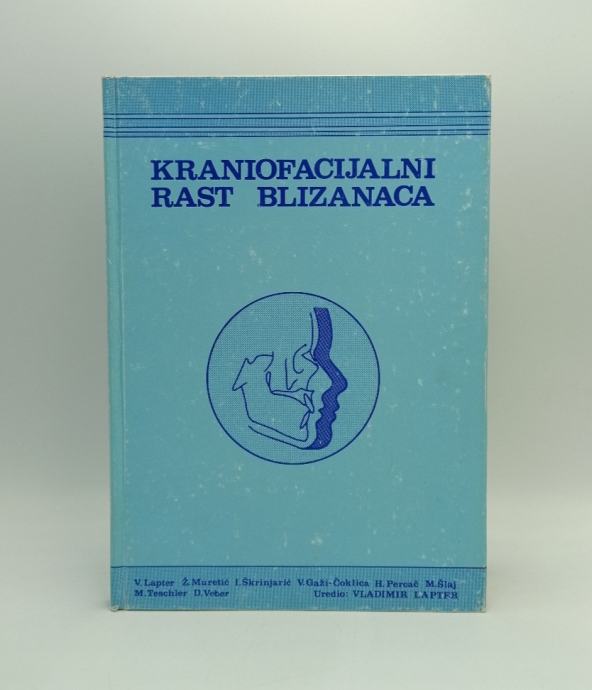 KRANIOFACIJALNI
RAST BLIZANACA
V. Lapter Ž. Muretić I. Škrinjarić V. Gaži-Čoklica H. Percač M. Šlaj
M. Teschler D. Veber Uredio: VLADIMIR LAPTER